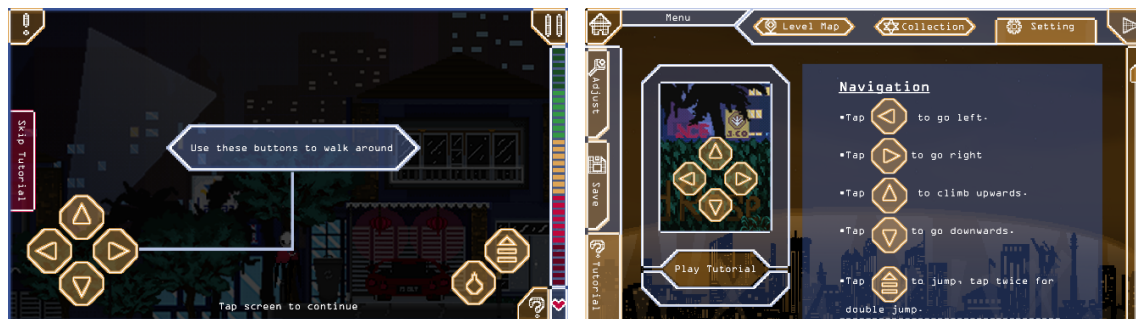 Skip Tutorial
Use these buttons to walk around
Tap screen to continue
Menu
Level Map
Collection
Setting
Adjust
Save
Tutorial
J.CO
Play Tutorial
Navigation
▪Tap to go left.
▪Tap to go right
▪Tap to climb upwards.
▪Tap to go downwards.
▪Tap to jump, tap twice for
double jump.